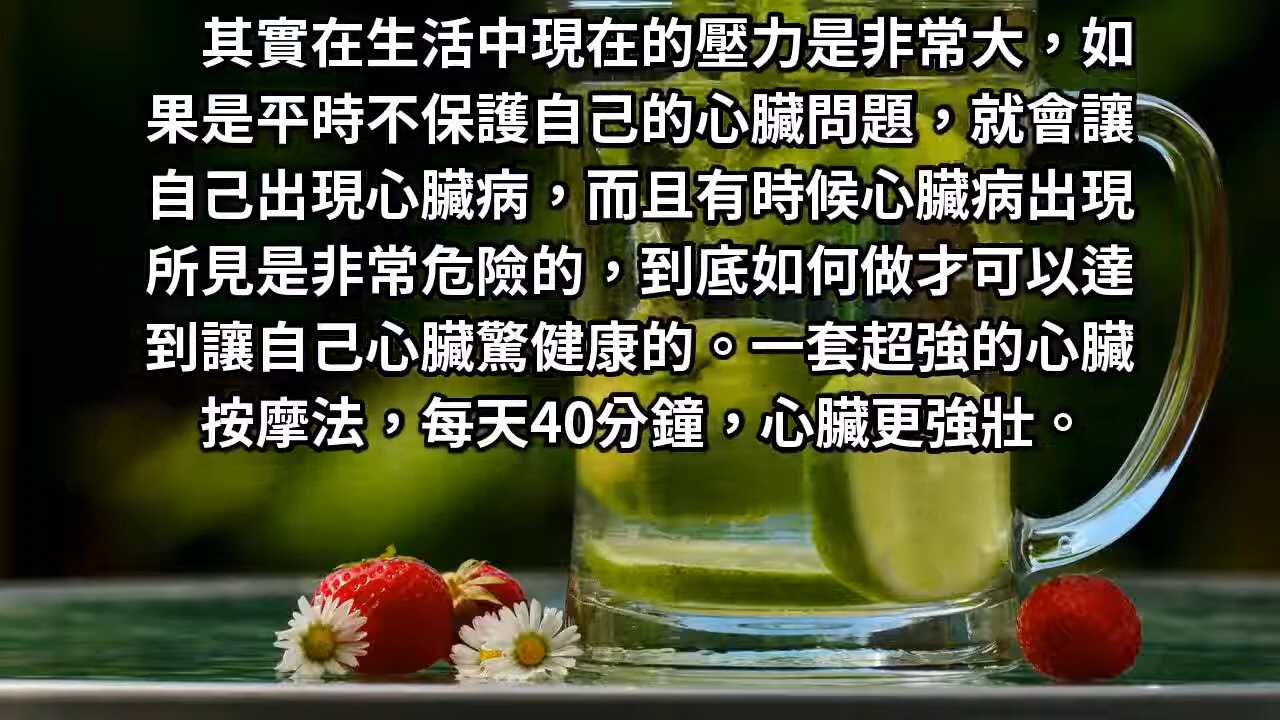 其實在生活中現在的壓力是非常大，如
果是平時不保護自己的心臟問題，就會讓
自己出現心臟病，而且有時候心臟病出現
所見是非常危險的，到底如何做才可以達
到讓自己心臟驚健康的。一套超強的心臟
按摩法，每天40分鐘，心臟更強壯。